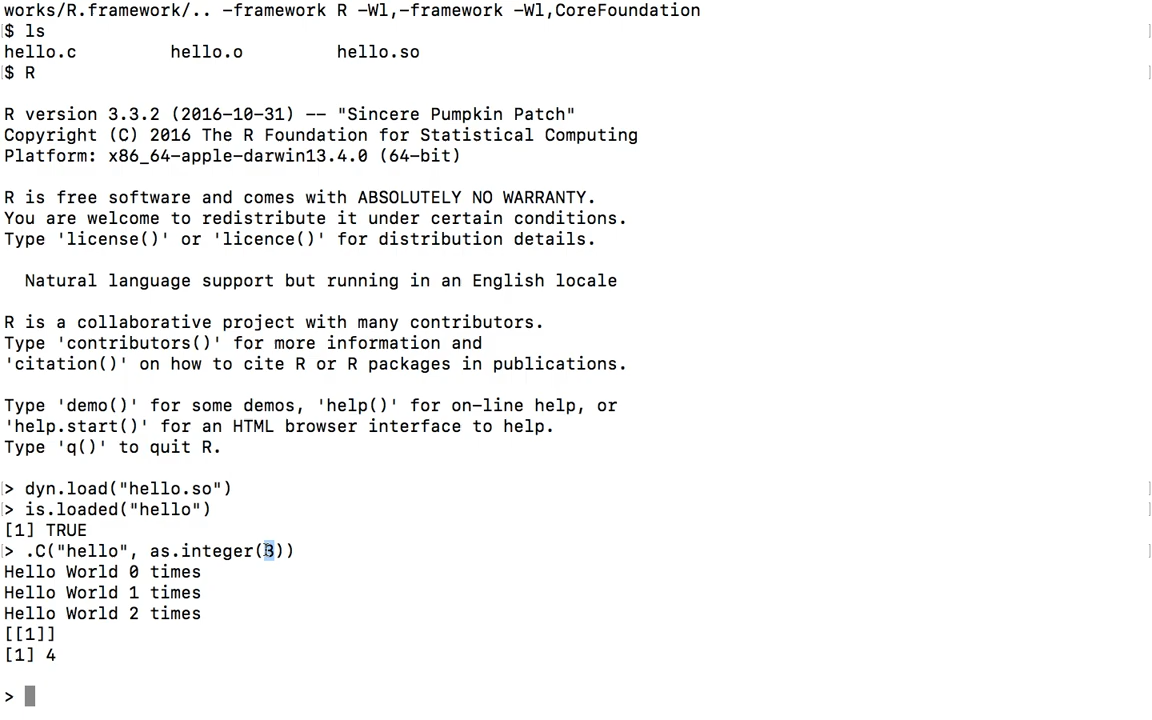 works/R.framework/.. -framework R -Wl,-framework -Wl,CoreFoundation
$ ls
hello.c hello.o hello.so
$ R
R version 3.3.2 (2016-10-31) -- "Sincere Pumpkin Patch"
Copyright (C) 2016 The R Foundation for Statistical Computing
Platform: x86_64-apple-darwin13.4.0 (64-bit)
R is free software and comes with ABSOLUTELY NO WARRANTY.
You are welcome to redistribute it under certain conditions.
Type 'license()' or 'licence()' for distribution details.
Natural language support but running in an English locale
R is a collaborative project with many contributors.
Type 'contributors()' for more information and
'citation()' on how to cite R or R packages in publications.
Type 'demo()' for some demos, 'help()' for on-line help, or
'help.start()' for an HTML browser interface to help.
Type 'q()' to quit R.
> dyn.load("hello.so")
> is.loaded("hello")
[1] TRUE
> .C("hello", as.integer(3))
Hello World 0 times
Hello World 1 times
Hello World 2 times
[[1]]
[1] 4
>